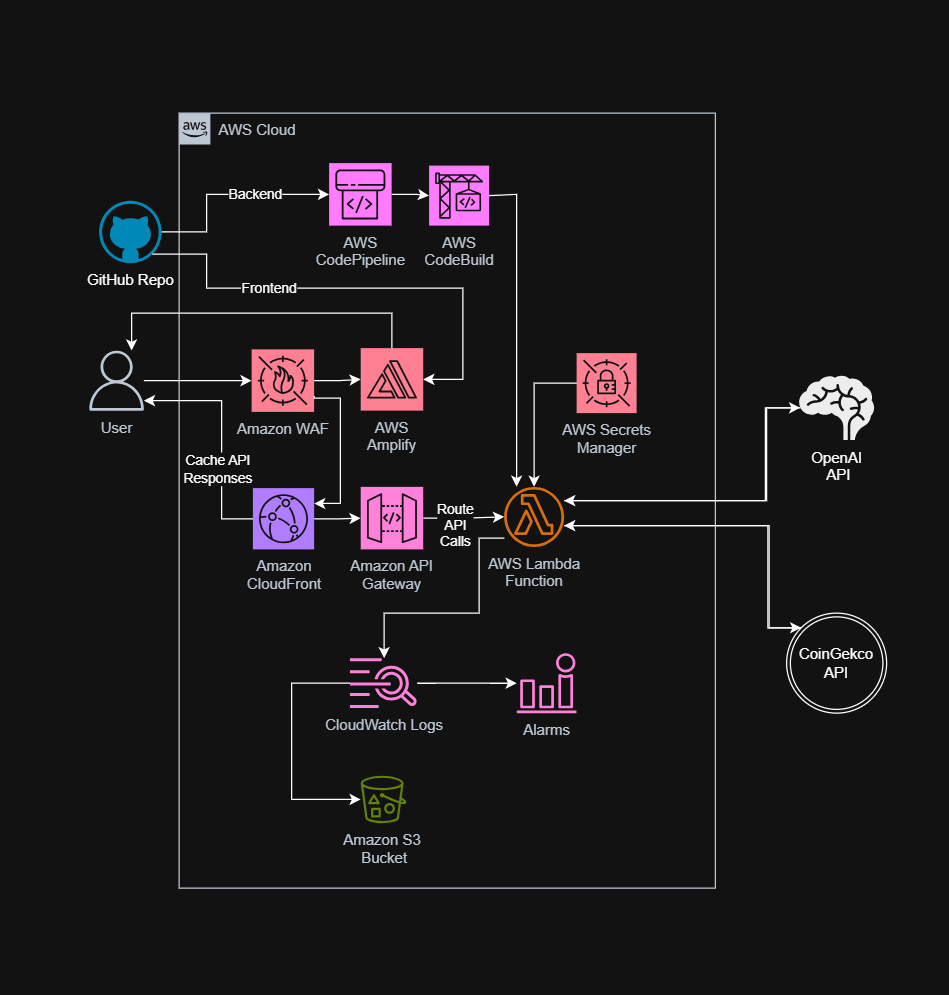 aws
AWS Cloud
Backend
AWS
CodePipeline
AWS
CodeBuild
GitHub Repo
Frontend
User
Amazon WAF
AWS
Amplify
AWS Secrets
Manager
OpenAI
API
Cache API
Responses
Route
API
Calls
Amazon
CloudFront
Amazon API
Gateway
AWS Lambda
Function
CoinGekco
API
CloudWatch Logs
Alarms
Amazon S3
Bucket